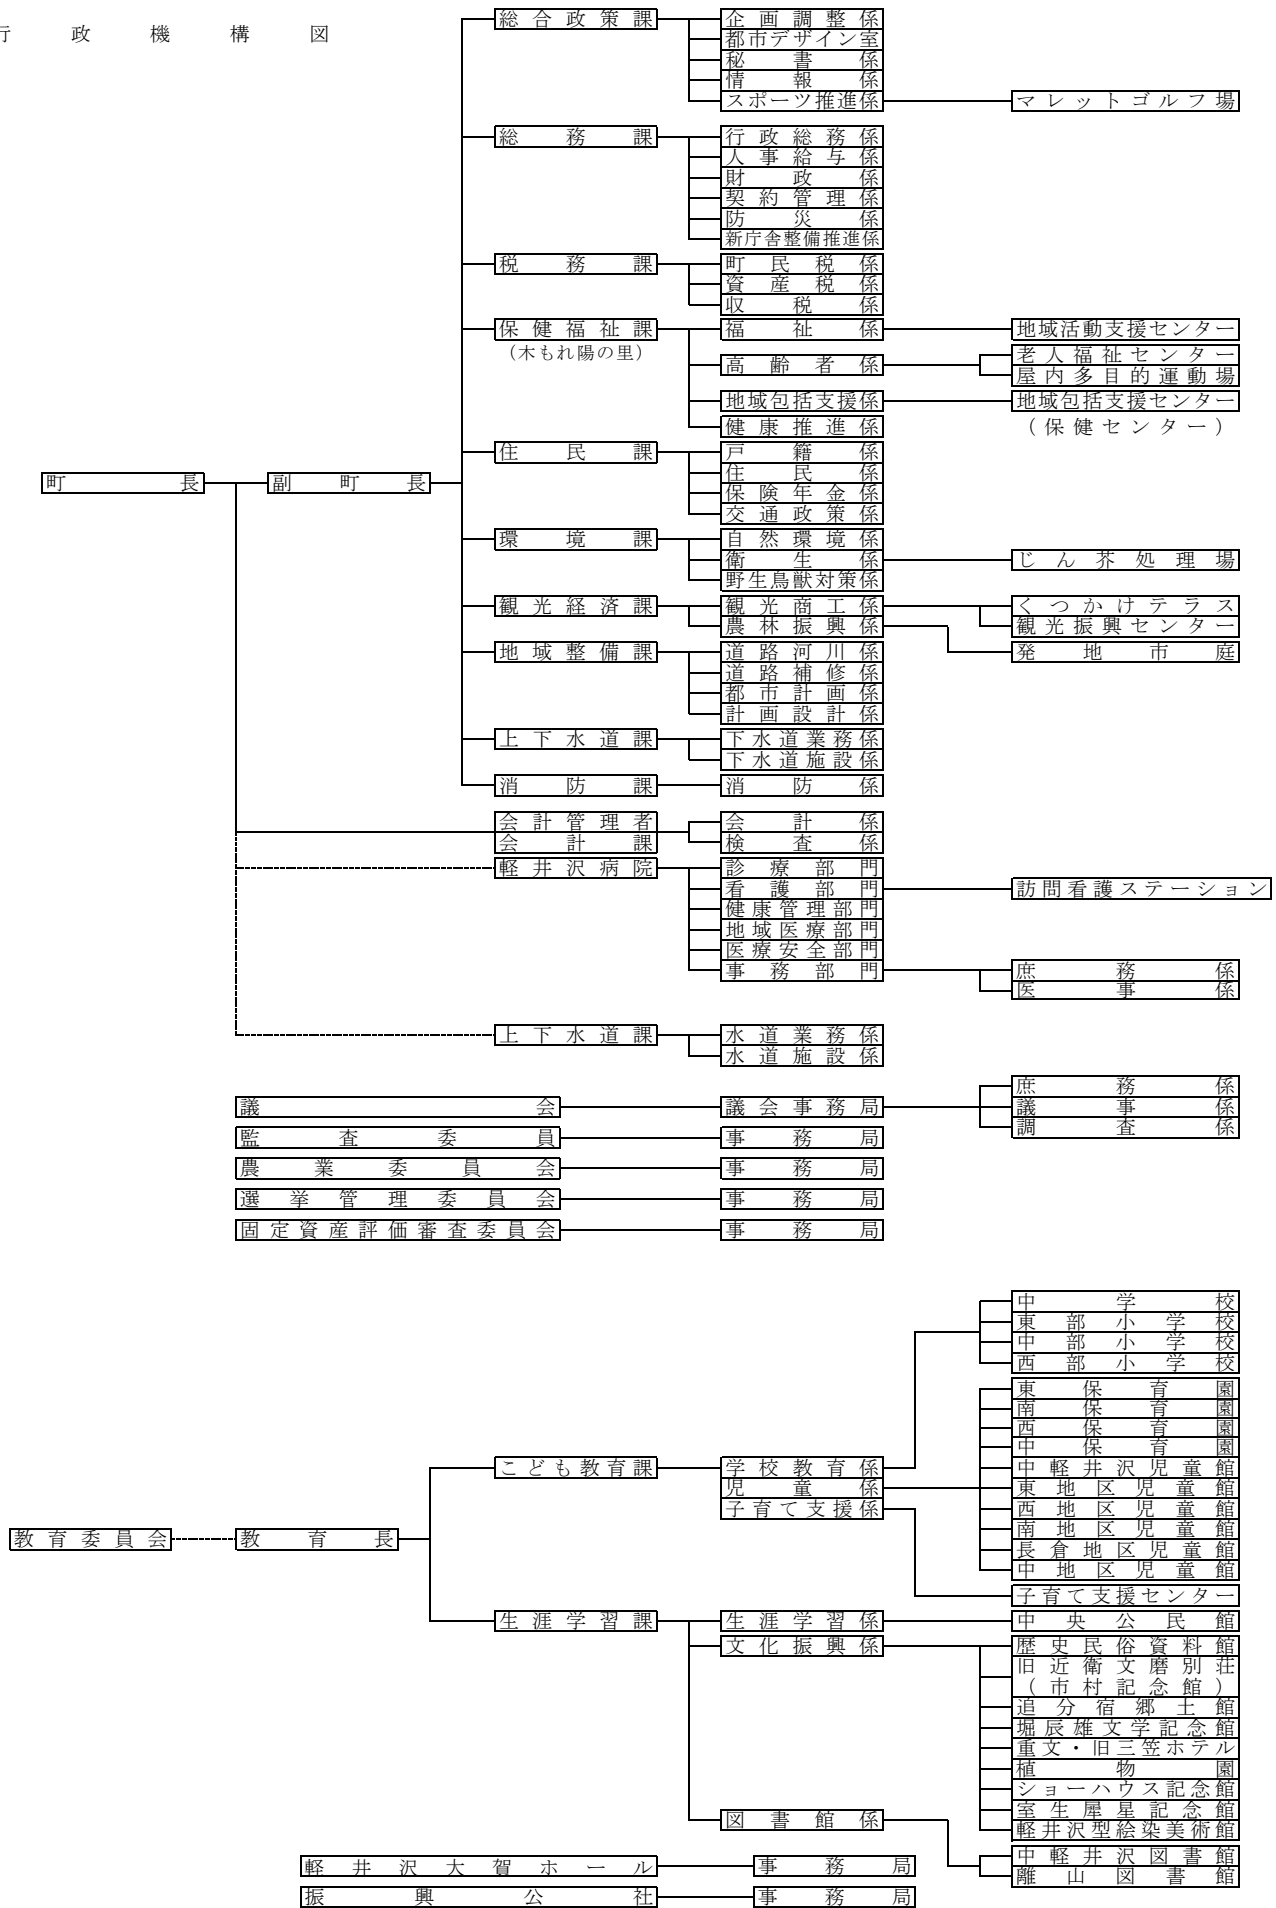 行政機構図
総合政策課
企画調整係
都市デザイン室
秘書係
情報係
スポーツ推進係
マレットゴルフ場
総務課
行政総務係
人事給与係
財政係
契約管理係
防災係
新庁舎整備推進係
税務課
町民税係
資産税係
収税係
保健福祉課
（木もれ陽の里）
福祉係
地域活動支援センター
高齢者係
老人福祉センター
屋内多目的運動場
地域包括支援係
地域包括支援センター
（保健センター）
健康推進係
住民課
戸籍係
住民係
保険年金係
交通政策係
町長
副町長
環境課
自然環境係
衛生係
じん芥処理場
野生鳥獣対策係
観光経済課
観光商工係
くつかけテラス
観光振興センター
農林振興係
発地市庭
地域整備課
道路河川係
道路補修係
都市計画係
計画設計係
上下水道課
下水道業務係
下水道施設係
消防課
消防係
会計管理者
会計課
会計係
検査係
軽井沢病院
診療部門
看護部門
訪問看護ステーション
健康管理部門
地域医療部門
医療安全部門
事務部門
庶務係
医事係
上下水道課
水道業務係
水道施設係
議会
議会事務局
庶務係
議事係
調査係
監査委員
事務局
農業委員会
事務局
選挙管理委員会
事務局
固定資産評価審査委員会
事務局
中学校
東部小学校
中部小学校
西部小学校
東保育園
南保育園
西保育園
中保育園
こども教育課
学校教育係
児童係
子育て支援係
中軽井沢児童館
東地区児童館
西地区児童館
南地区児童館
長倉地区児童館
中地区児童館
教育委員会
教育長
子育て支援センター
生涯学習課
生涯学習係
中央公民館
文化振興係
歴史民俗資料館
旧近衛文磨別荘
（市村記念館）
追分宿郷土館
堀辰雄文学記念館
重文・旧三笠ホテル
植物園
ショーハウス記念館
室生犀星記念館
軽井沢型絵染美術館
図書館係
中軽井沢図書館
離山図書館
軽井沢大賀ホール
事務局
振興公社
事務局